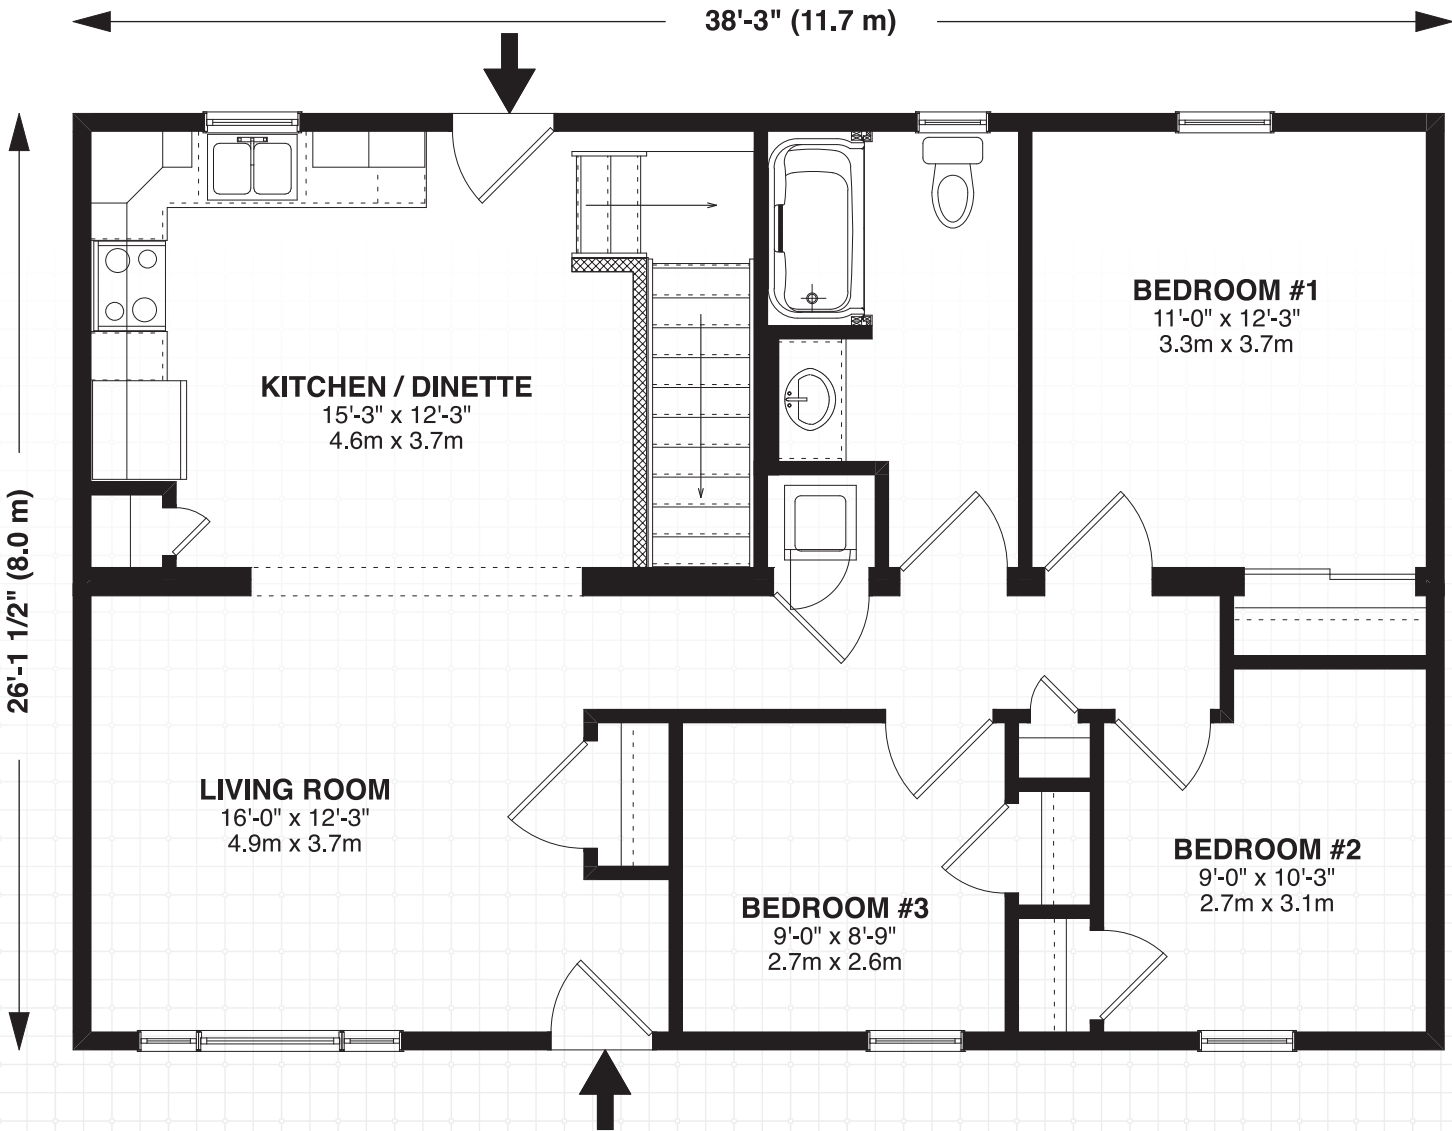 38'-3" (11.7 m)
26'-1 1/2" (8.0 m)
BEDROOM #1
11'-0" x 12'-3"
3.3m x 3.7m
KITCHEN / DINETTE
15'-3" x 12'-3"
4.6m x 3.7m
LIVING ROOM
16'-0" x 12'-3"
4.9m x 3.7m
BEDROOM #2
9'-0" x 10'-3"
2.7m x 3.1m
BEDROOM #3
9'-0" x 8'-9"
2.7m x 2.6m